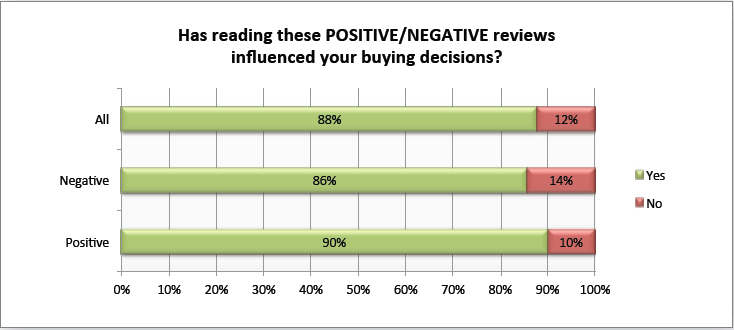 Has reading these POSITIVE/NEGATIVE reviews
influenced your buying decisions?
All 88% 12%
Negative 86% 14%
Positive 90% 10%
Yes
No
0% 10% 20% 30% 40% 50% 60% 70% 80% 90% 100%